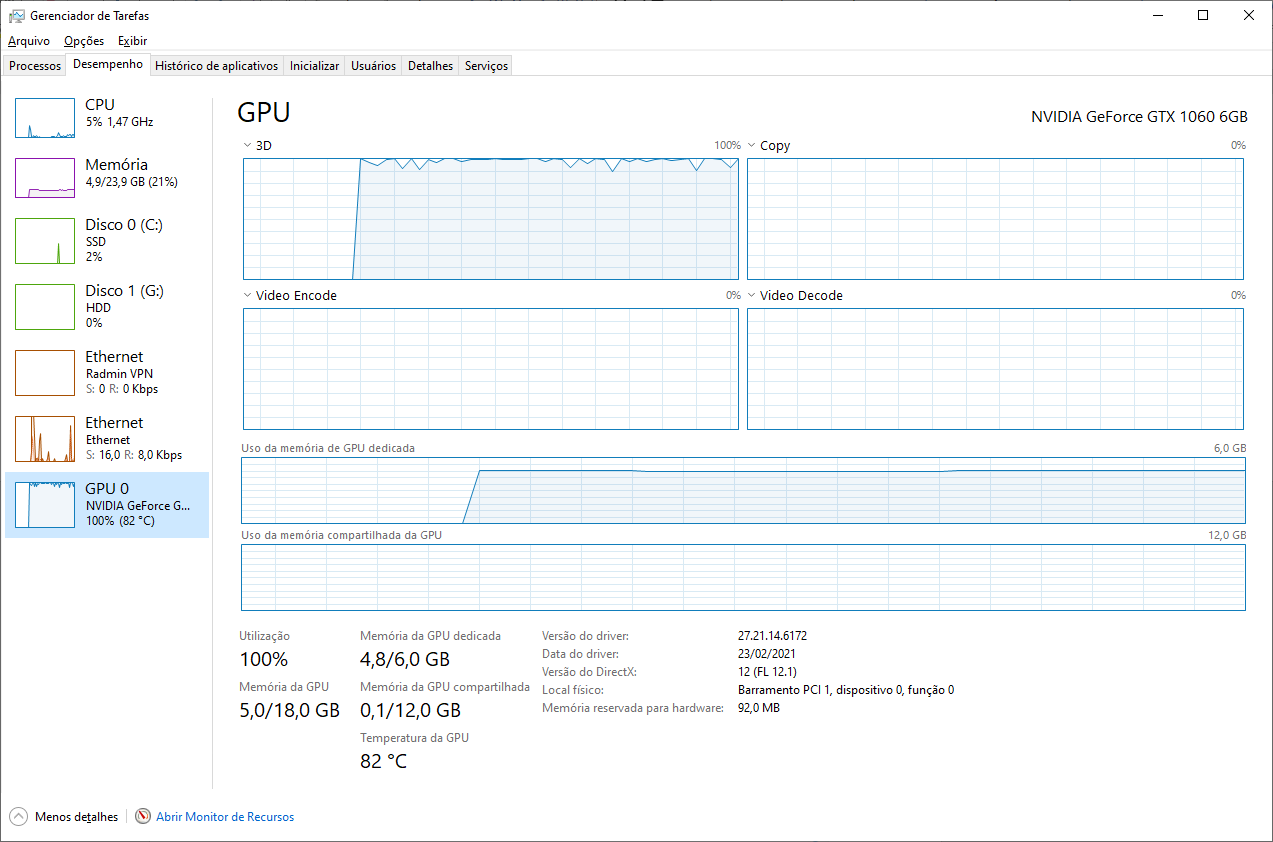 Gerenciador de Tarefas
Arquivo Opções Exibir
Processos Desempenho Histórico de aplicativos Inicializar Usuários Detalhes Serviços
CPU
5% 1,47 GHz
Memória
4,9/23,9 GB (21%)
Disco 0 (C:)
SSD
2%
Disco 1 (G:)
HDD
0%
Ethernet
Radmin VPN
S: 0 R: 0 Kbps
Ethernet
Ethernet
S: 16,0 R: 8,0 Kbps
GPU 0
NVIDIA GeForce G...
100% (82 °C)
GPU NVIDIA GeForce GTX 1060 6GB
3D 100% Copy 0%
Video Encode 0% Video Decode 0%
Uso da memória de GPU dedicada 6,0 GB
Uso da memória compartilhada da GPU 12,0 GB
Utilização
100%
Memória da GPU
5,0/18,0 GB
Memória da GPU dedicada
4,8/6,0 GB
Memória da GPU compartilhada
0,1/12,0 GB
Temperatura da GPU
82 °C
Versão do driver: 27.21.14.6172
Data do driver: 23/02/2021
Versão do DirectX: 12 (FL 12.1)
Local físico: Barramento PCI 1, dispositivo 0, função 0
Memória reservada para hardware: 92,0 MB
Menos detalhes Abrir Monitor de Recursos